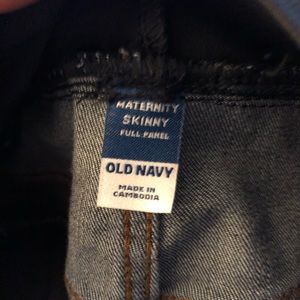 MATERNITY
SKINNY
FULL PANEL
OLD NAVY
MADE IN
CAMBODIA